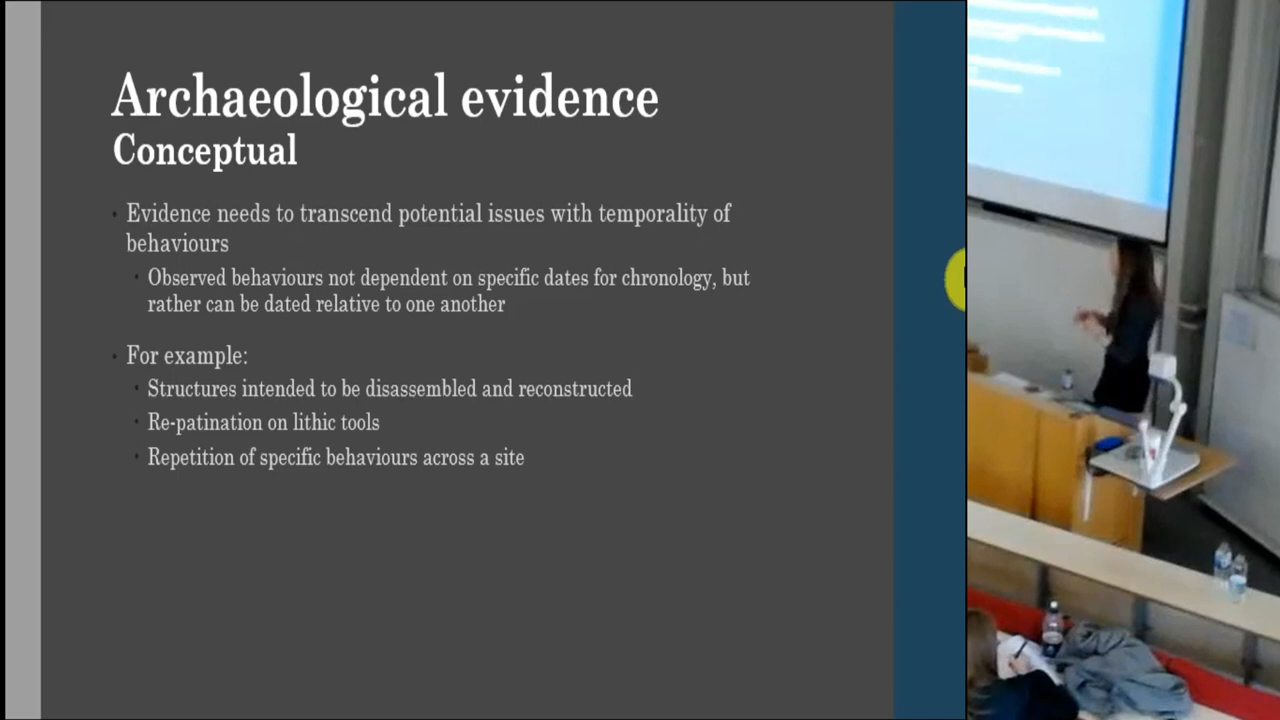 Archaeological evidence
Conceptual
Evidence needs to transcend potential issues with temporality of
behaviours
Observed behaviours not dependent on specific dates for chronology, but
rather can be dated relative to one another
For example:
Structures intended to be disassembled and reconstructed
Re-patination on lithic tools
Repetition of specific behaviours across a site